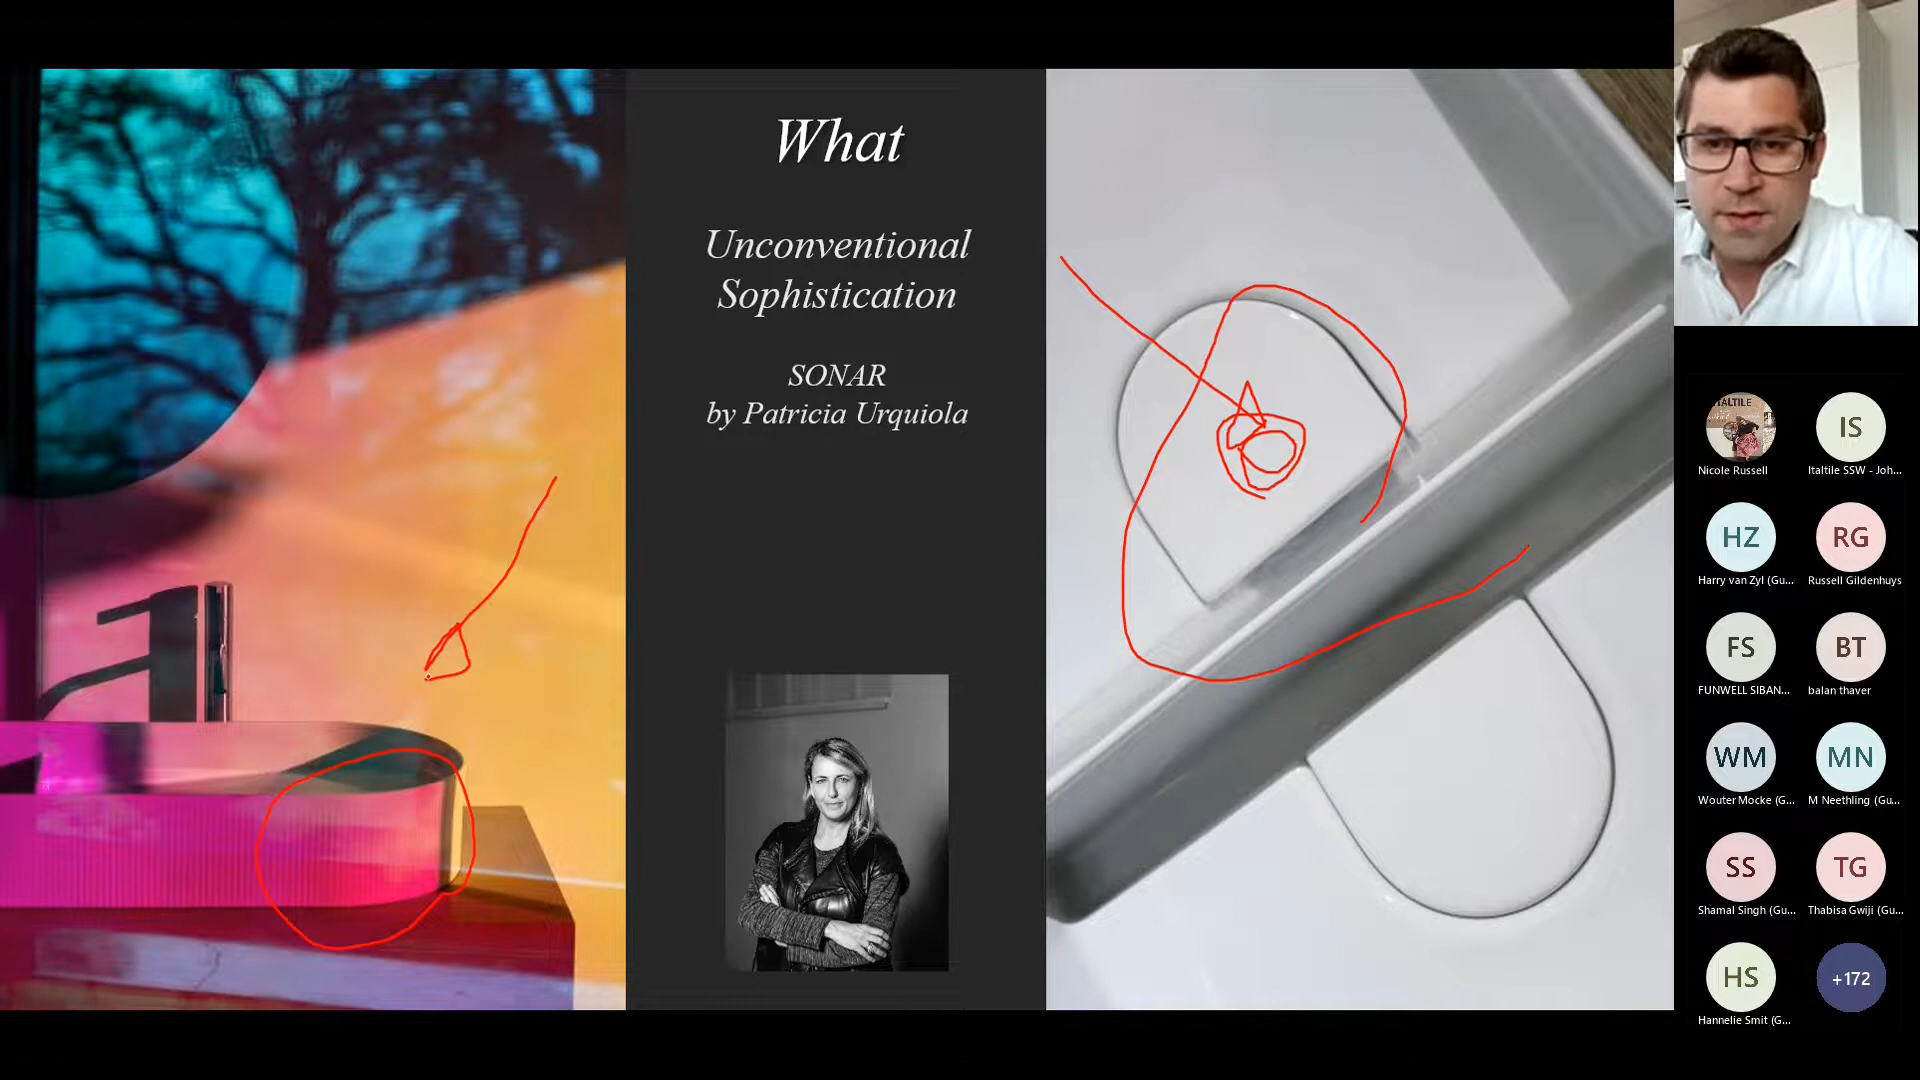 What
Unconventional
Sophistication
SONAR
by Patricia Urquiola
ITALTILE
Nicole Russell
IS
Italtile SSW - Joh...
HZ
Harry van Zyl (Gu...
RG
Russell Gildenhuys
FS
FUNWELL SIBAN...
BT
balan thaver
WM
Wouter Mocke (G...
MN
M Neethling (Gu...
SS
Shamal Singh (Gu...
TG
Thabisa Gwiji (Gu...
HS
Hannelie Smit (G...
+172